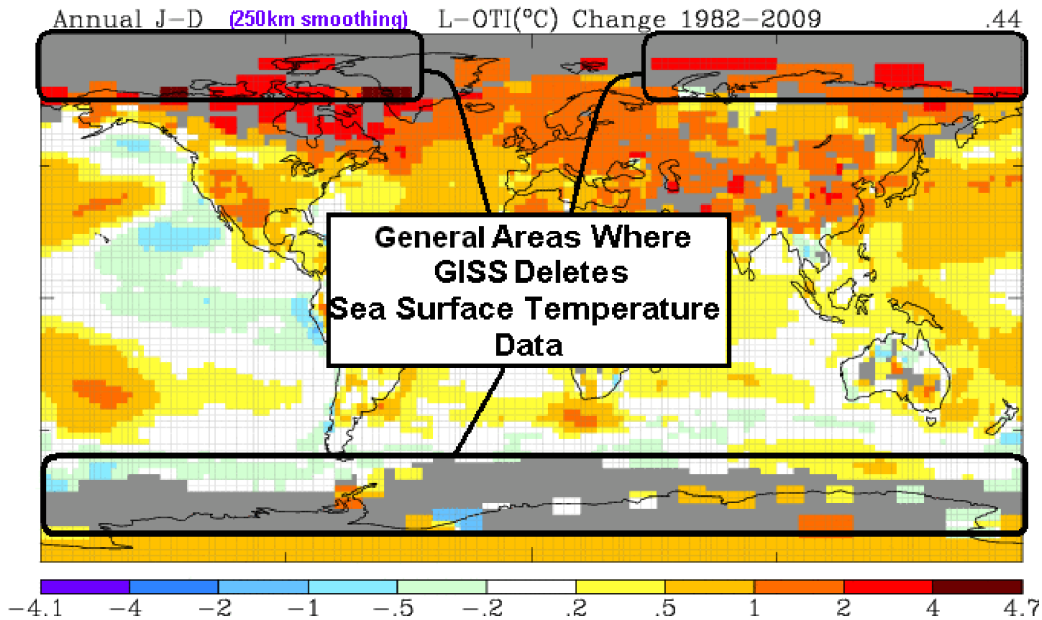 Annual J-D (250km smoothing) L-OTI(°C) Change 1982-2009 .44
General Areas Where
GISS Deletes
Sea Surface Temperature
Data
-4.1 -4 -2 -1 -.5 -.2 .2 .5 1 2 4 4.7